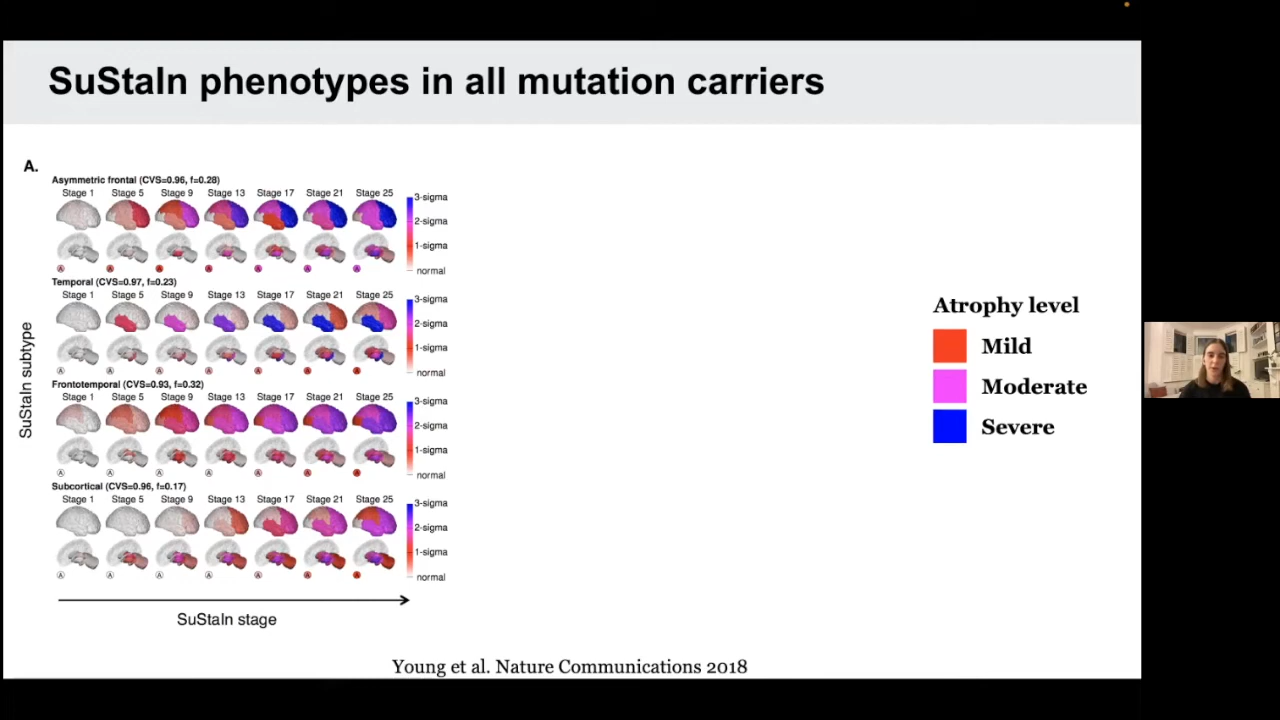 SuStaIn phenotypes in all mutation carriers
A.
Asymmetric frontal (CVS=0.96, f=0.28)
Stage 1 Stage 5 Stage 9 Stage 13 Stage 17 Stage 21 Stage 25
3-sigma
2-sigma
1-sigma
normal
A A A A A A A
Temporal (CVS=0.97, f=0.23)
Stage 1 Stage 5 Stage 9 Stage 13 Stage 17 Stage 21 Stage 25
3-sigma
2-sigma
1-sigma
normal
A A A A A A A
Frontotemporal (CVS=0.93, f=0.32)
Stage 1 Stage 5 Stage 9 Stage 13 Stage 17 Stage 21 Stage 25
3-sigma
2-sigma
1-sigma
normal
A A A A A A A
Subcortical (CVS=0.96, f=0.17)
Stage 1 Stage 5 Stage 9 Stage 13 Stage 17 Stage 21 Stage 25
3-sigma
2-sigma
1-sigma
normal
A A A A A A A
SuStaIn subtype
SuStaIn stage
Atrophy level
Mild
Moderate
Severe
Young et al. Nature Communications 2018